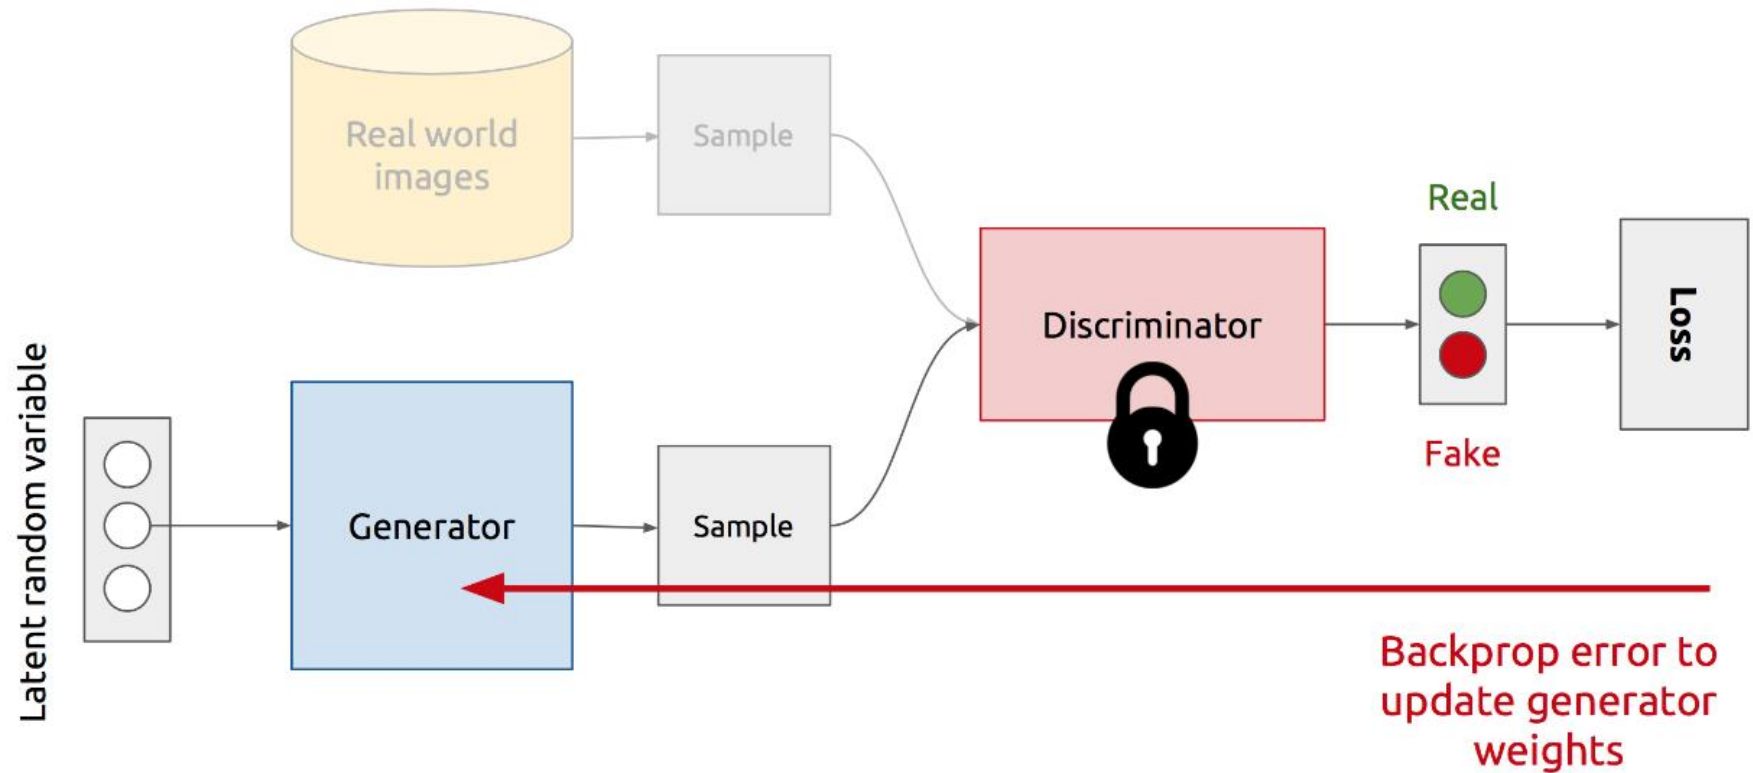 Real world
images
Sample
Real
Discriminator
Loss
Fake
Latent random variable
Generator
Sample
Backprop error to
update generator
weights